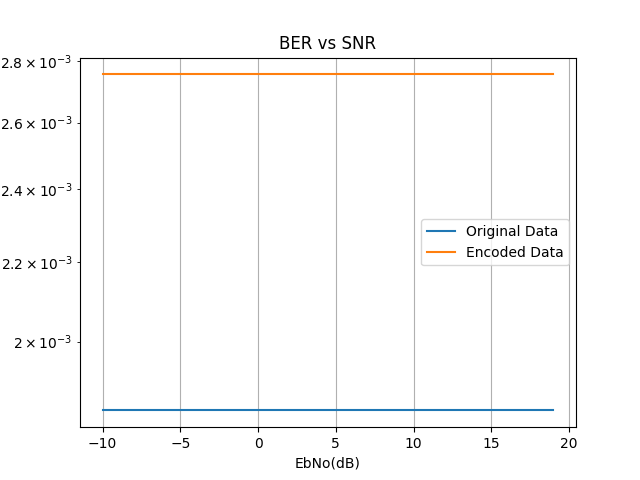 BER vs SNR
2.8 × 10⁻³
2.6 × 10⁻³
2.4 × 10⁻³
2.2 × 10⁻³
2 × 10⁻³
Original Data
Encoded Data
−10 −5 0 5 10 15 20
EbNo(dB)